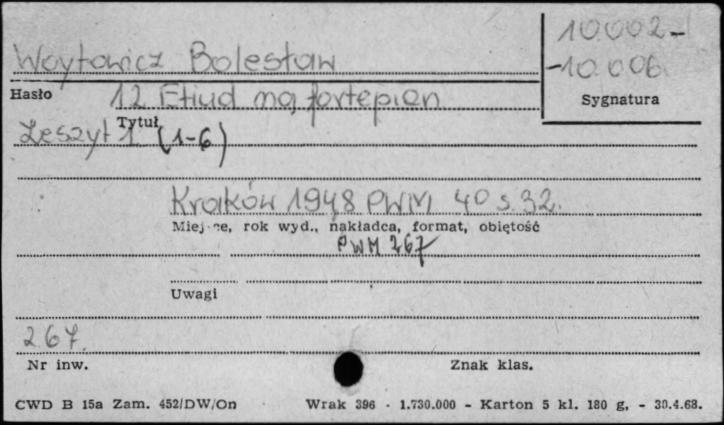 10.002-
Woytowicz Bolesław
-10.006.
Hasło
12 Etiud na fortepian
Sygnatura
Tytuł
Zeszyt 1 (1-6)
Kraków 1948 PWM 4° s. 32.
Miejsce, rok wyd., nakładca, format, obiętość
PWM 267
Uwagi
267.
Nr inw.
Znak klas.
CWD B 15a Zam. 452/DW/On Wrak 396 - 1.730.000 - Karton 5 kl. 180 g, - 30.4.68.